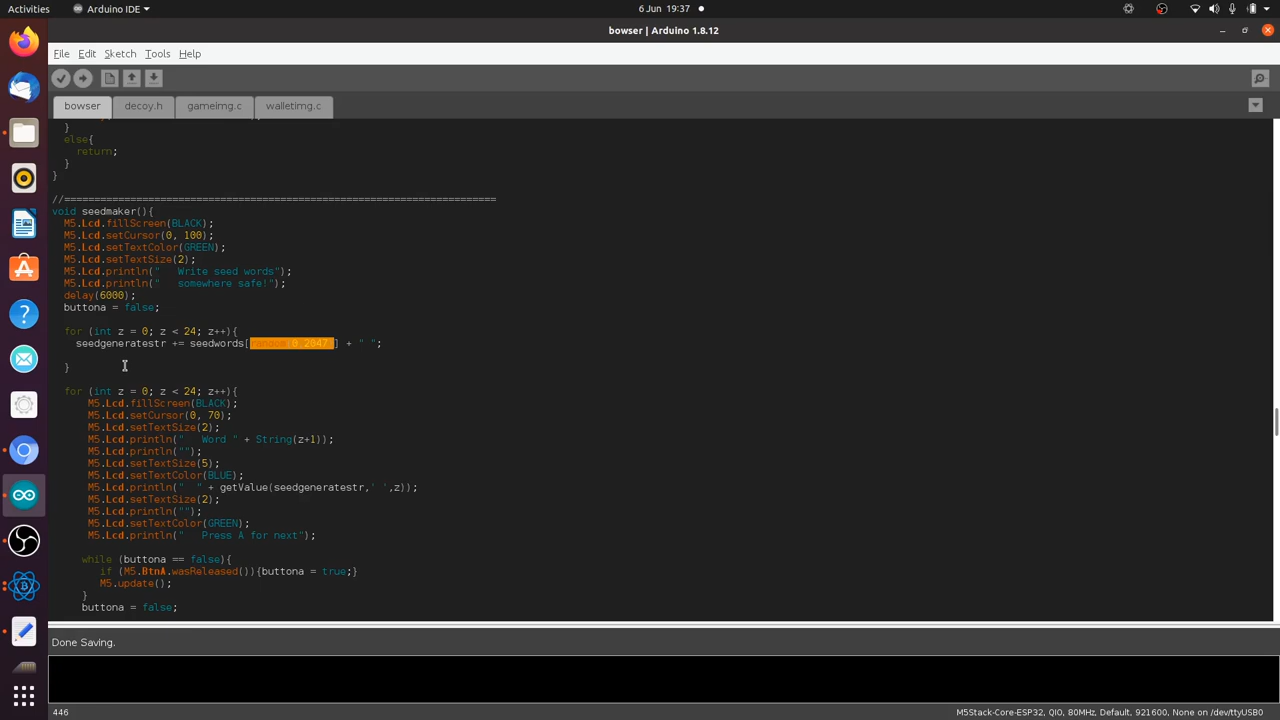 Activities
Arduino IDE
6 Jun 19:37
bowser | Arduino 1.8.12
File Edit Sketch Tools Help
bowser decoy.h gameimg.c walletimg.c
}
else{
return;
}
}
//========================================================================
void seedmaker(){
M5.Lcd.fillScreen(BLACK);
M5.Lcd.setCursor(0, 100);
M5.Lcd.setTextColor(GREEN);
M5.Lcd.setTextSize(2);
M5.Lcd.println("   Write seed words");
M5.Lcd.println("   somewhere safe!");
delay(6000);
buttona = false;
for (int z = 0; z < 24; z++){
seedgeneratestr += seedwords[random(0,2047)] + " ";
}
for (int z = 0; z < 24; z++){
M5.Lcd.fillScreen(BLACK);
M5.Lcd.setCursor(0, 70);
M5.Lcd.setTextSize(2);
M5.Lcd.println("   Word " + String(z+1));
M5.Lcd.println("");
M5.Lcd.setTextSize(5);
M5.Lcd.setTextColor(BLUE);
M5.Lcd.println("  " + getValue(seedgeneratestr,' ',z));
M5.Lcd.setTextSize(2);
M5.Lcd.println("");
M5.Lcd.setTextColor(GREEN);
M5.Lcd.println("   Press A for next");
while (buttona == false){
if (M5.BtnA.wasReleased()){buttona = true;}
M5.update();
}
buttona = false;
Done Saving.
446
M5Stack-Core-ESP32, QIO, 80MHz, Default, 921600, None on /dev/ttyUSB0